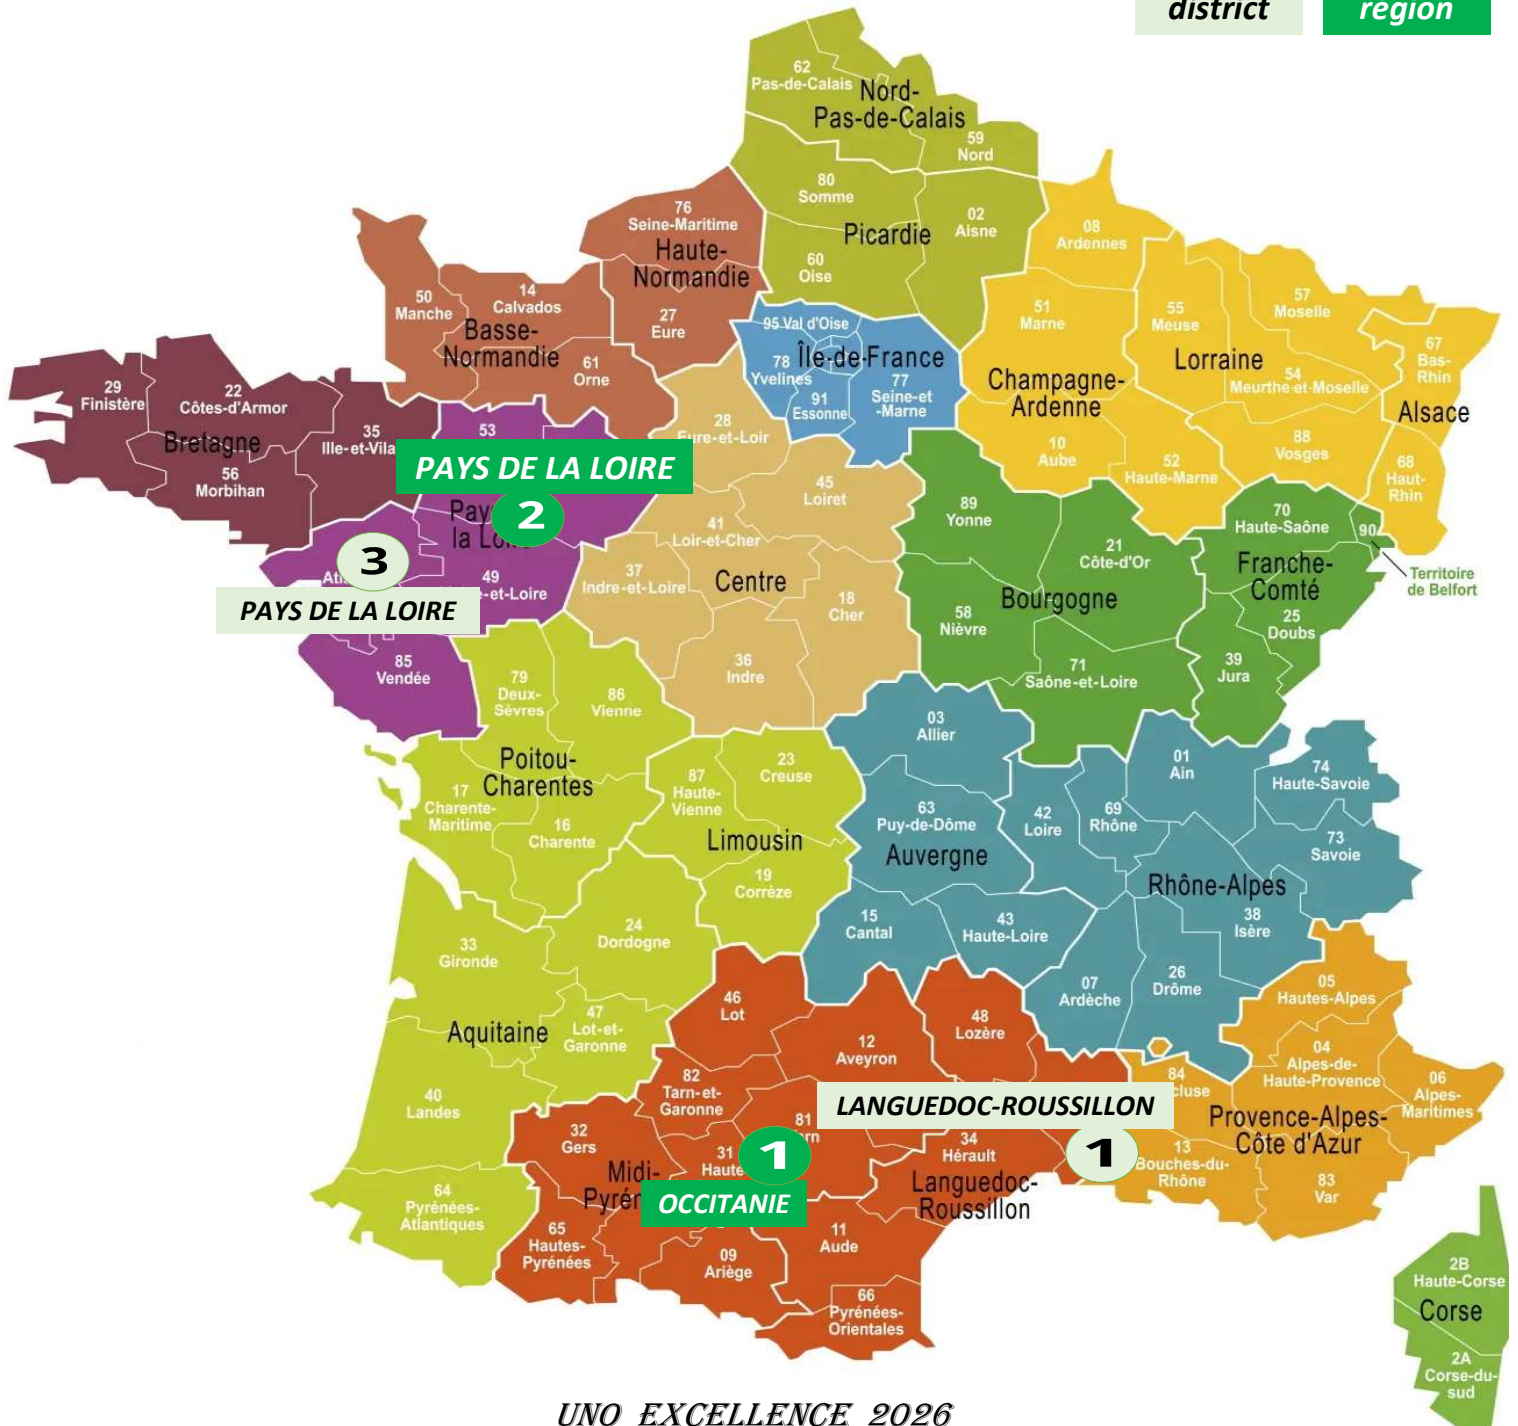 district
région
62
Pas-de-Calais
Nord-
Pas-de-Calais
59
Nord
80
Somme
Picardie
02
Aisne
60
Oise
76
Seine-Maritime
Haute-
Normandie
27
Eure
50
Manche
14
Calvados
Basse-
Normandie
61
Orne
08
Ardennes
51
Marne
Champagne-
Ardenne
10
Aube
52
Haute-Marne
55
Meuse
57
Moselle
Lorraine
54
Meurthe et-Moselle
88
Vosges
67
Bas-
Rhin
Alsace
68
Haut-
Rhin
95 Val d'Oise
Île-de-France
78
Yvelines
91
Essonne
77
Seine-et
-Marne
29
Finistère
22
Côtes-d'Armor
Bretagne
35
Ille-et-Vila
56
Morbihan
53
PAYS DE LA LOIRE
2
Pay
la Loi
3
49
e-et-Loire
PAYS DE LA LOIRE
85
Vendée
28
Eure-et-Loir
45
Loiret
41
Loir-et-Cher
37
Indre-et-Loire
Centre
18
Cher
36
Indre
89
Yonne
21
Côte-d'Or
Bourgogne
58
Nièvre
71
Saône-et-Loire
70
Haute-Saône
90
Franche-
Comté
Territoire
de Belfort
25
Doubs
39
Jura
79
Deux-
Sèvres
86
Vienne
Poitou-
Charentes
17
Charente-
Maritime
16
Charente
87
Haute-
Vienne
23
Creuse
Limousin
19
Corrèze
03
Allier
63
Puy-de-Dôme
Auvergne
15
Cantal
43
Haute-Loire
42
Loire
69
Rhône
01
Ain
74
Haute-Savoie
73
Savoie
Rhône-Alpes
38
Isère
07
Ardèche
26
Drôme
33
Gironde
24
Dordogne
47
Lot-et-
Garonne
Aquitaine
40
Landes
64
Pyrénées-
Atlantiques
46
Lot
12
Aveyron
48
Lozère
82
Tarn-et-
Garonne
81
rn
32
Gers
31
Haute
Midi-
Pyrén
1
OCCITANIE
65
Hautes-
Pyrénées
09
Ariège
LANGUEDOC-ROUSSILLON
1
34
Hérault
Languedoc-
Roussillon
11
Aude
66
Pyrénées-
Orientales
05
Hautes-Alpes
04
Alpes-de-
Haute-Provence
06
Alpes-
Maritimes
84
cluse
Provence-Alpes-
Côte d'Azur
13
Bouches-du-
Rhône
83
Var
2B
Haute-Corse
Corse
2A
Corse-du-
sud
UNO EXCELLENCE 2026